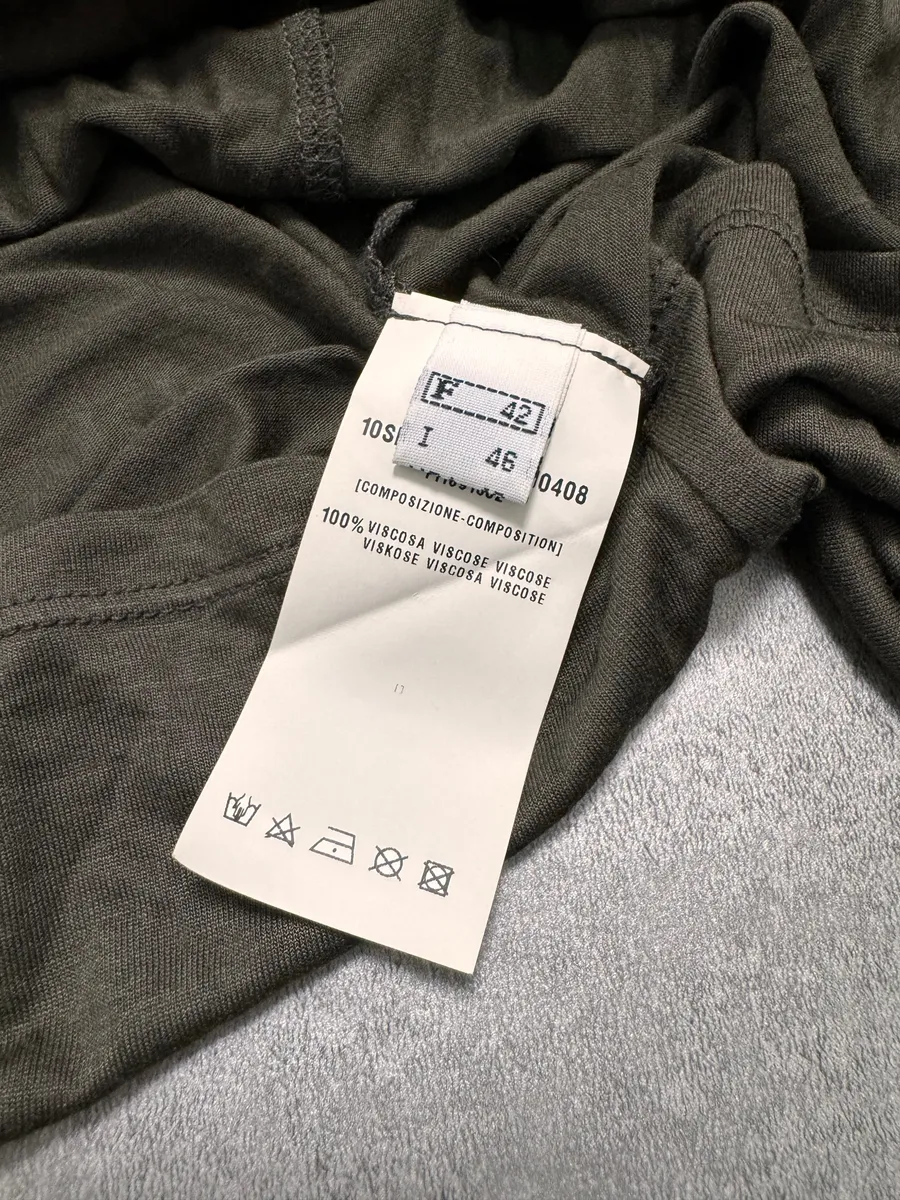 F 42
I 46
10S
0408
[COMPOSIZIONE-COMPOSITION]
100% VISCOSA VISCOSE VISCOSE
VISKOSE VISCOSA VISCOSE